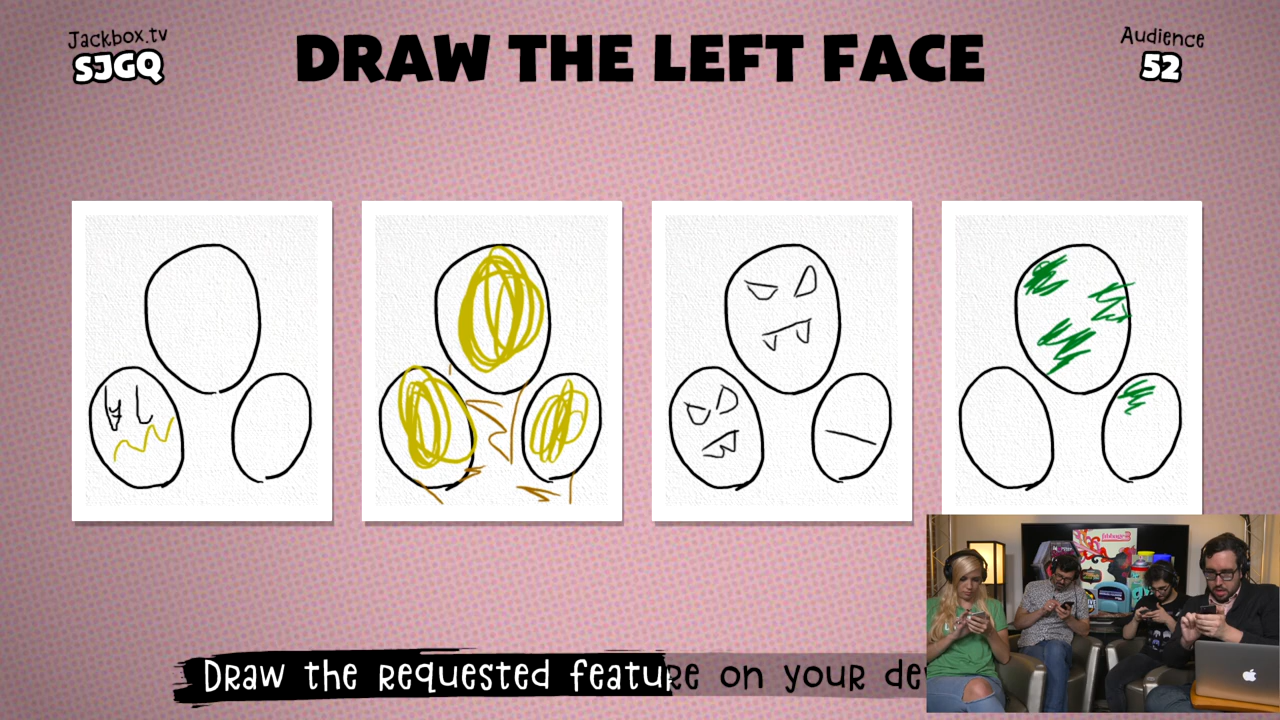 Jackbox.tv
SJGQ
DRAW THE LEFT FACE
Audience
52
Draw the requested feature on your de